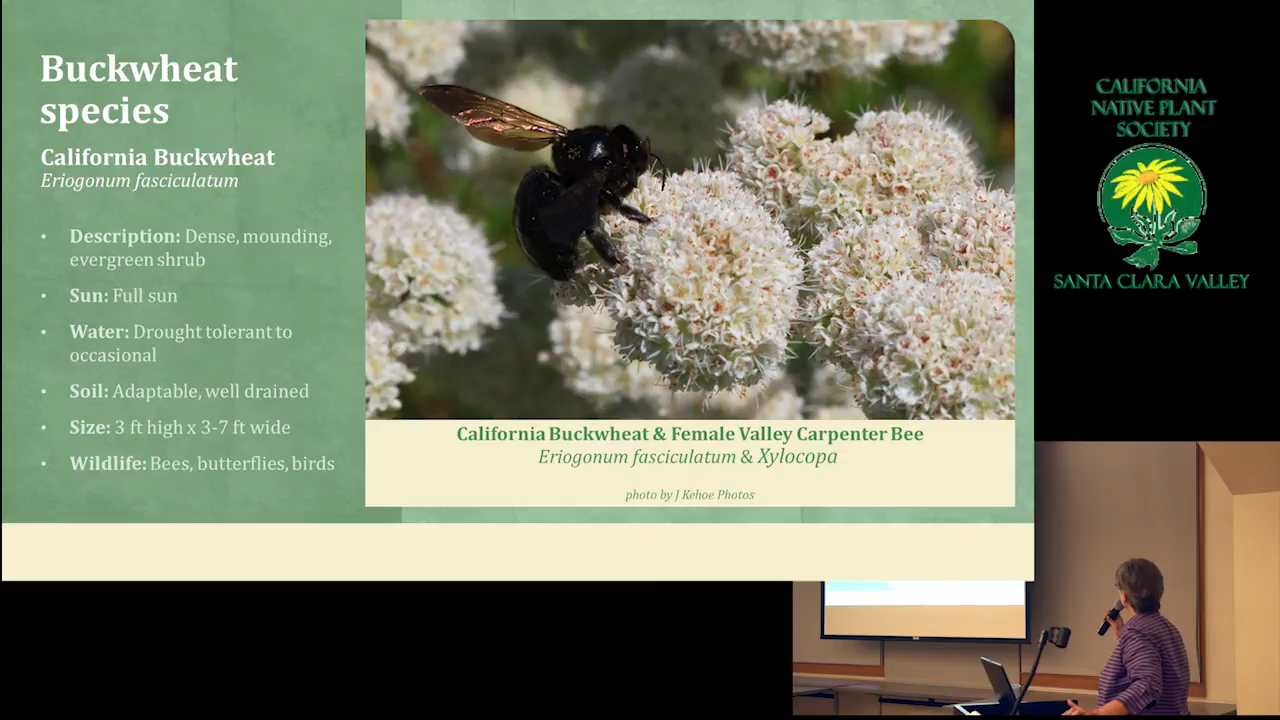 Buckwheat
species
California Buckwheat
Eriogonum fasciculatum
• Description: Dense, mounding,
evergreen shrub
• Sun: Full sun
• Water: Drought tolerant to
occasional
• Soil: Adaptable, well drained
• Size: 3 ft high x 3-7 ft wide
• Wildlife: Bees, butterflies, birds
California Buckwheat & Female Valley Carpenter Bee
Eriogonum fasciculatum & Xylocopa
photo by J Kehoe Photos
CALIFORNIA
NATIVE PLANT
SOCIETY
SANTA CLARA VALLEY